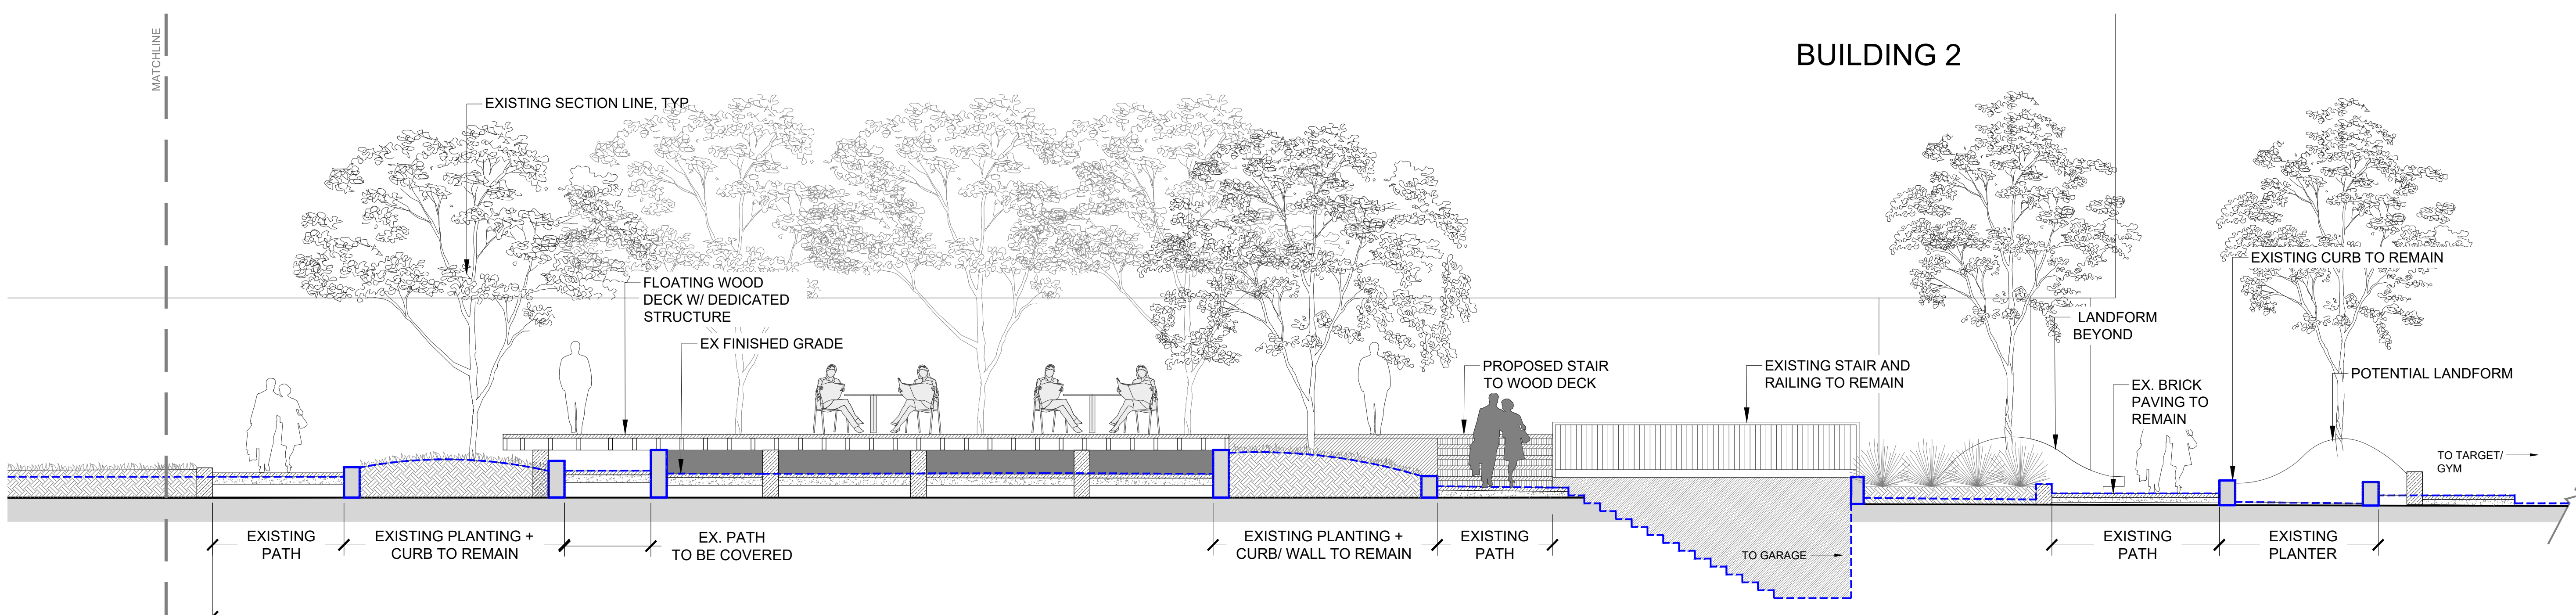 MATCHLINE
BUILDING 2
EXISTING SECTION LINE, TYP
FLOATING WOOD
DECK W/ DEDICATED
STRUCTURE
EX FINISHED GRADE
PROPOSED STAIR
TO WOOD DECK
EXISTING STAIR AND
RAILING TO REMAIN
LANDFORM
BEYOND
EX. BRICK
PAVING TO
REMAIN
EXISTING CURB TO REMAIN
POTENTIAL LANDFORM
TO TARGET/
GYM
EXISTING
PATH
EXISTING PLANTING +
CURB TO REMAIN
EX. PATH
TO BE COVERED
EXISTING PLANTING +
CURB/ WALL TO REMAIN
EXISTING
PATH
TO GARAGE
EXISTING
PATH
EXISTING
PLANTER